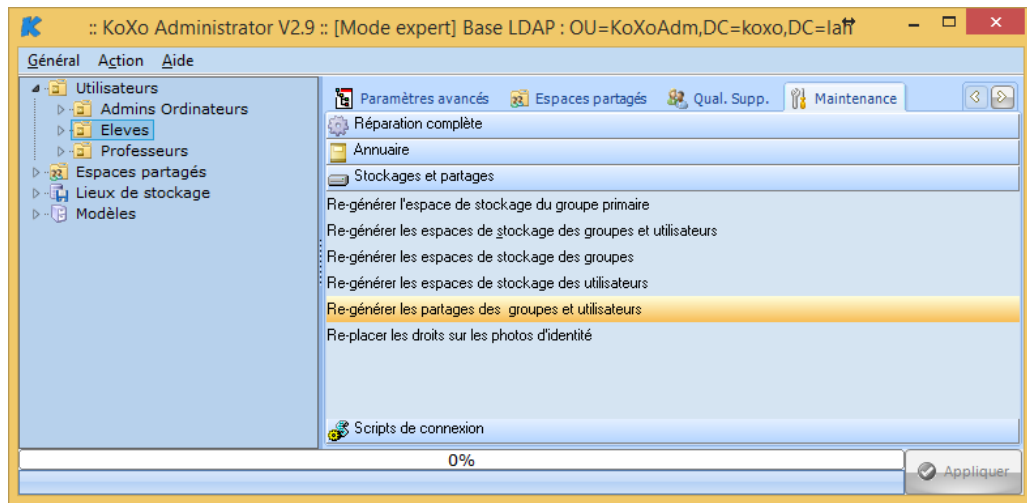 :: KoXo Administrator V2.9 :: [Mode expert] Base LDAP : OU=KoXoAdm,DC=koxo,DC=lan
Général Action Aide
Utilisateurs
Admins Ordinateurs
Eleves
Professeurs
Espaces partagés
Lieux de stockage
Modèles
Paramètres avancés Espaces partagés Qual. Supp. Maintenance
Réparation complète
Annuaire
Stockages et partages
Re-générer l'espace de stockage du groupe primaire
Re-générer les espaces de stockage des groupes et utilisateurs
Re-générer les espaces de stockage des groupes
Re-générer les espaces de stockage des utilisateurs
Re-générer les partages des groupes et utilisateurs
Re-placer les droits sur les photos d'identité
Scripts de connexion
0%
Appliquer